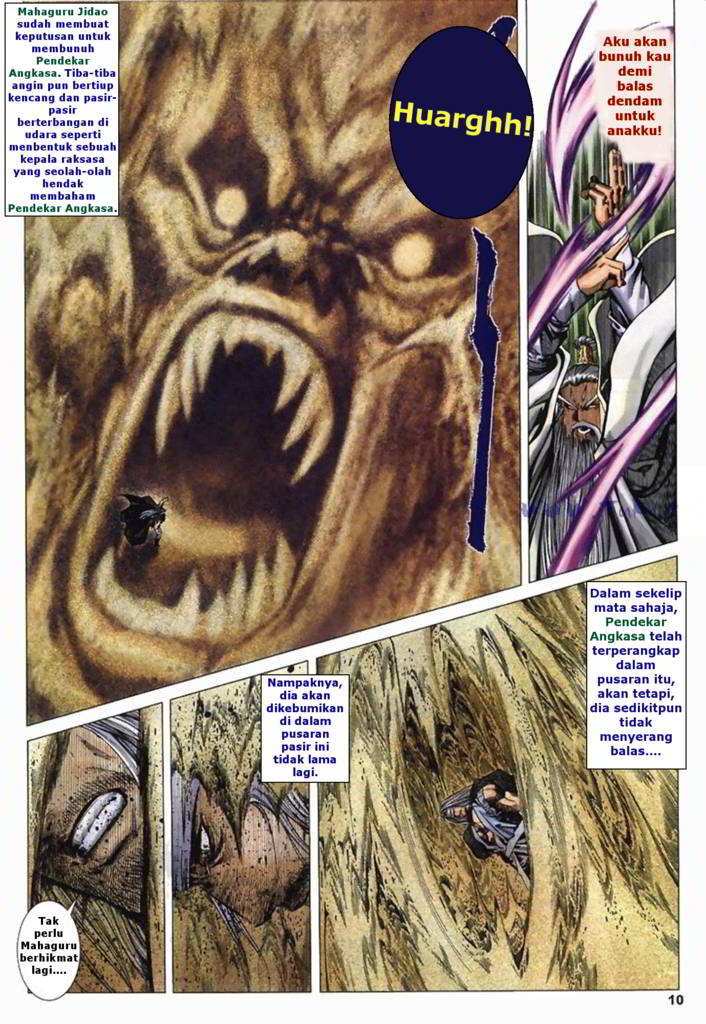 Mahaguru Jidao
sudah membuat
keputusan untuk
membunuh
Pendekar
Angkasa. Tiba-tiba
angin pun bertiup
kencang dan pasir-
pasir
berterbangan di
udara seperti
menbentuk sebuah
kepala raksasa
yang seolah-olah
hendak
membaham
Pendekar Angkasa.
Huarghh!
Aku akan
bunuh kau
demi
balas
dendam
untuk
anakku!
Dalam sekelip
mata sahaja,
Pendekar
Angkasa telah
terperangkap
dalam
pusaran itu,
akan tetapi,
dia sedikitpun
tidak
menyerang
balas....
Nampaknya,
dia akan
dikebumikan
di dalam
pusaran
pasir ini
tidak lama
lagi.
Tak
perlu
Mahaguru
berhikmat
lagi....
10